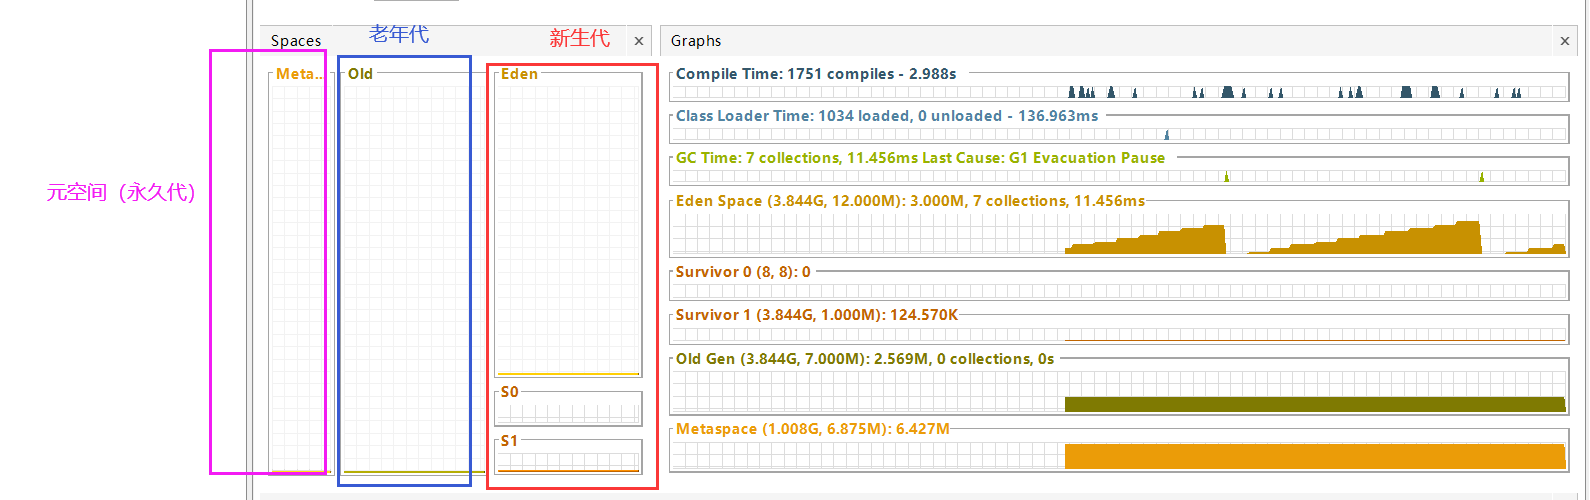 Spaces
老年代
新生代
×
Graphs
×
元空间（永久代）
Meta..
Old
Eden
S0
S1
Compile Time: 1751 compiles - 2.988s
Class Loader Time: 1034 loaded, 0 unloaded - 136.963ms
GC Time: 7 collections, 11.456ms Last Cause: G1 Evacuation Pause
Eden Space (3.844G, 12.000M): 3.000M, 7 collections, 11.456ms
Survivor 0 (8, 8): 0
Survivor 1 (3.844G, 1.000M): 124.570K
Old Gen (3.844G, 7.000M): 2.569M, 0 collections, 0s
Metaspace (1.008G, 6.875M): 6.427M